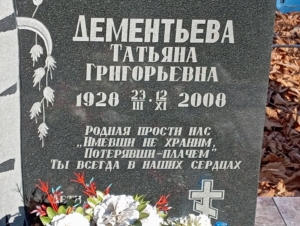 ДЕМЕНТЬЕВА
ТАТЬЯНА
ГРИГОРЬЕВНА
1928 23 III - 12 XI 2008
РОДНАЯ ПРОСТИ НАС
„ИМЕВШИ НЕ ХРАНИМ,
ПОТЕРЯВШИ-ПЛАЧЕМ"
ТЫ ВСЕГДА В НАШИХ СЕРДЦАХ
ДЕТИ